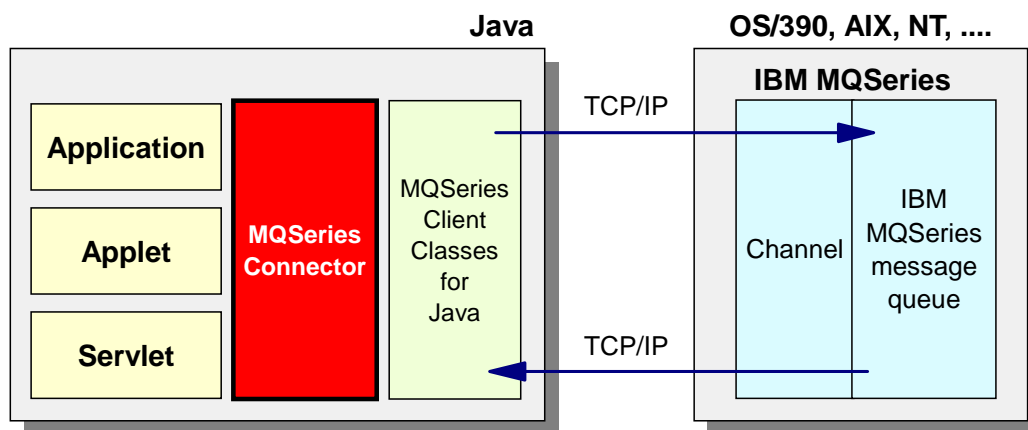 Java
Application
Applet
Servlet
MQSeries
Connector
MQSeries
Client
Classes
for
Java
TCP/IP
TCP/IP
OS/390, AIX, NT, ....
IBM MQSeries
Channel
IBM
MQSeries
message
queue